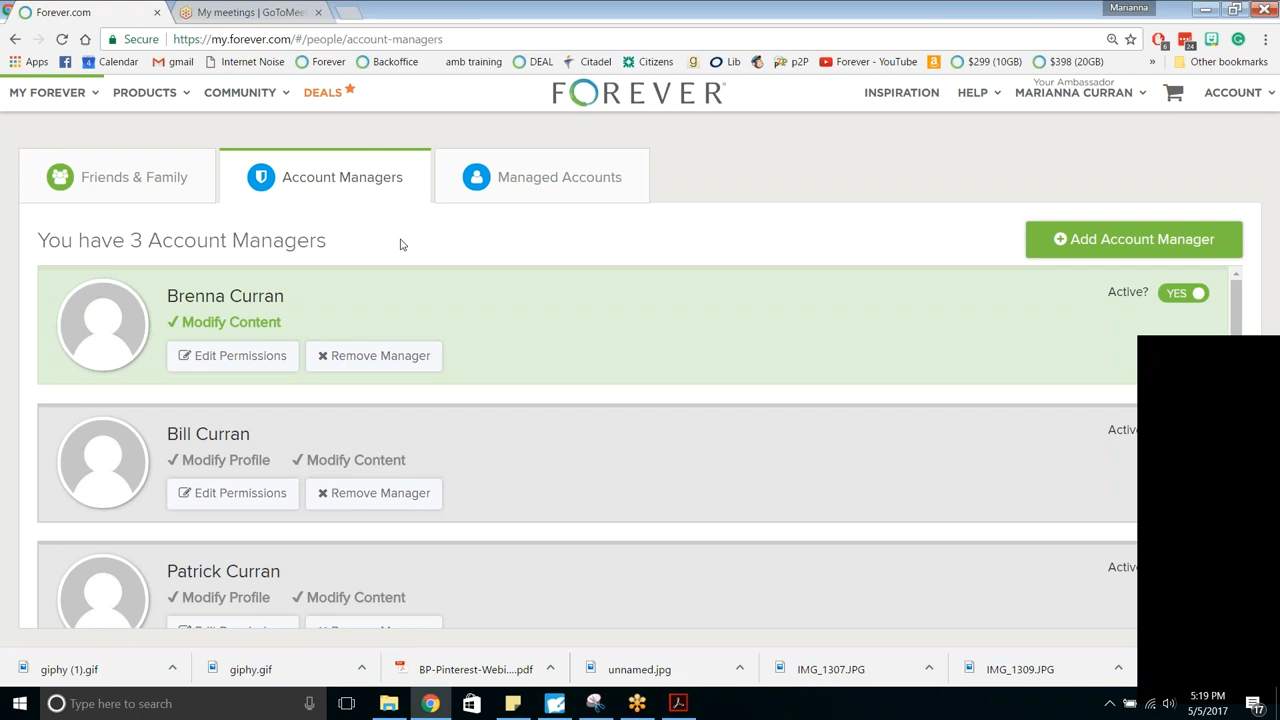 Forever.com
My meetings | GoToMee
Marianna
Secure
https://my.forever.com/#/people/account-managers
6
24
Apps
4
Calendar
gmail
Internet Noise
Forever
Backoffice
amb training
DEAL
Citadel
Citizens
Lib
p2P
Forever - YouTube
$299 (10GB)
$398 (20GB)
»
Other bookmarks
MY FOREVER
PRODUCTS
COMMUNITY
DEALS
FOREVER
INSPIRATION
HELP
Your Ambassador
MARIANNA CURRAN
ACCOUNT
Friends & Family
Account Managers
Managed Accounts
You have 3 Account Managers
Add Account Manager
Brenna Curran
Active?
YES
Modify Content
Edit Permissions
Remove Manager
Bill Curran
Activ
Modify Profile
Modify Content
Edit Permissions
Remove Manager
Patrick Curran
Activ
Modify Profile
Modify Content
giphy (1).gif
giphy.gif
BP-Pinterest-Webi....pdf
unnamed.jpg
IMG_1307.JPG
IMG_1309.JPG
Type here to search
5:19 PM
5/5/2017
17